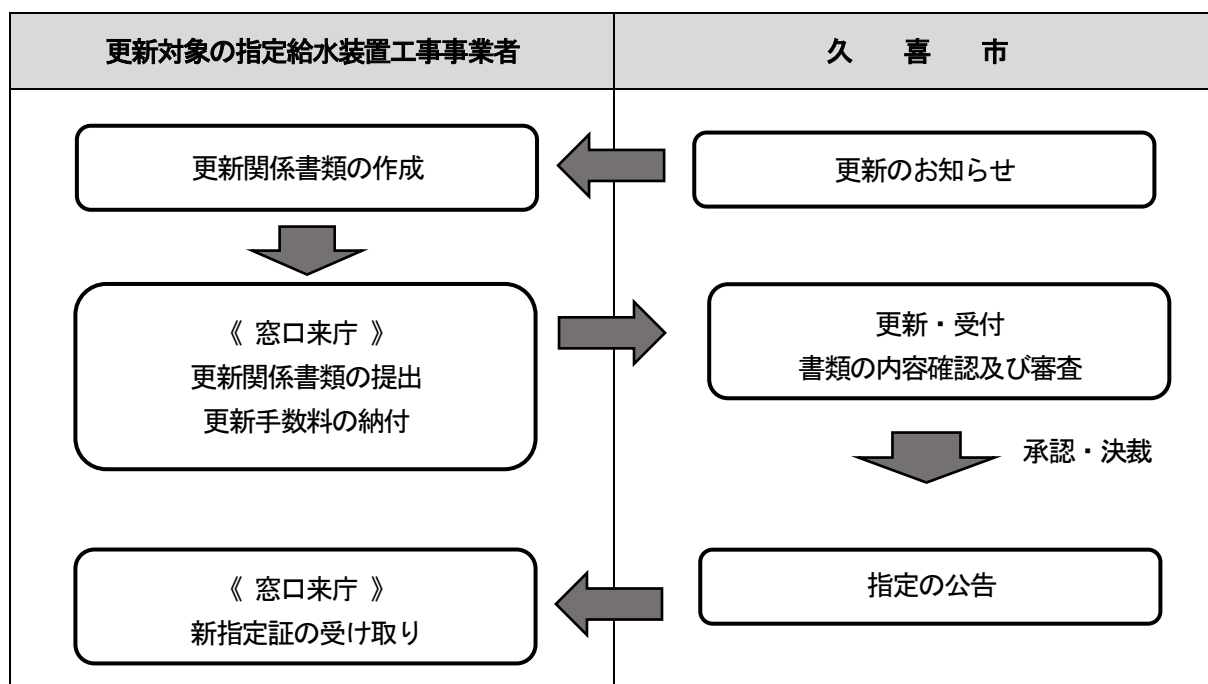 更新対象の指定給水装置工事事業者
久 喜 市
更新関係書類の作成
更新のお知らせ
《 窓口来庁 》
更新関係書類の提出
更新手数料の納付
更新・受付
書類の内容確認及び審査
承認・決裁
《 窓口来庁 》
新指定証の受け取り
指定の公告